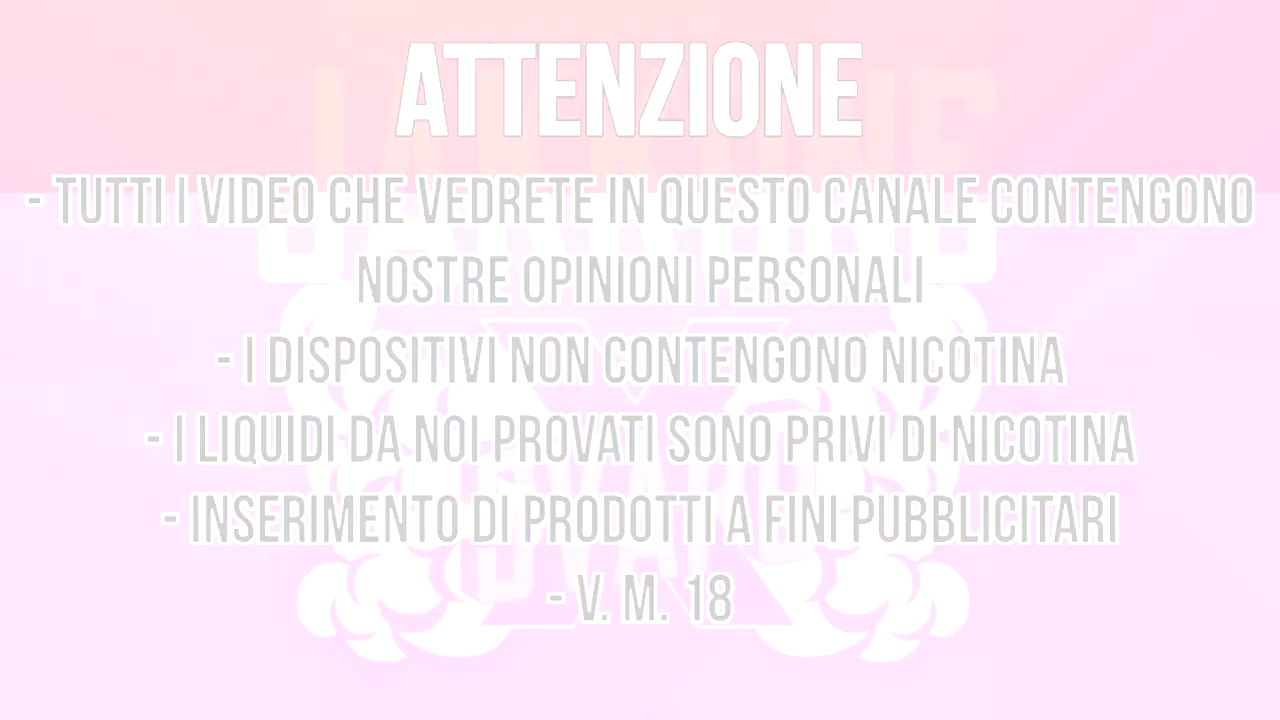 ATTENZIONE
- TUTTI I VIDEO CHE VEDRETE IN QUESTO CANALE CONTENGONO
NOSTRE OPINIONI PERSONALI
- I DISPOSITIVI NON CONTENGONO NICOTINA
- I LIQUIDI DA NOI PROVATI SONO PRIVI DI NICOTINA
- INSERIMENTO DI PRODOTTI A FINI PUBBLICITARI
- V. M. 18